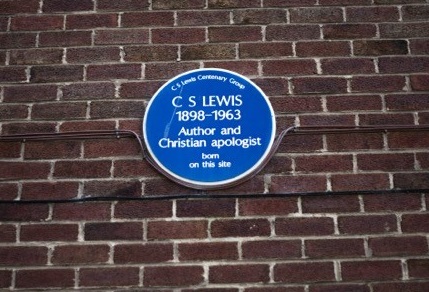 C S Lewis Centenary Group
C S LEWIS
1898-1963
Author and
Christian apologist
born
on this site